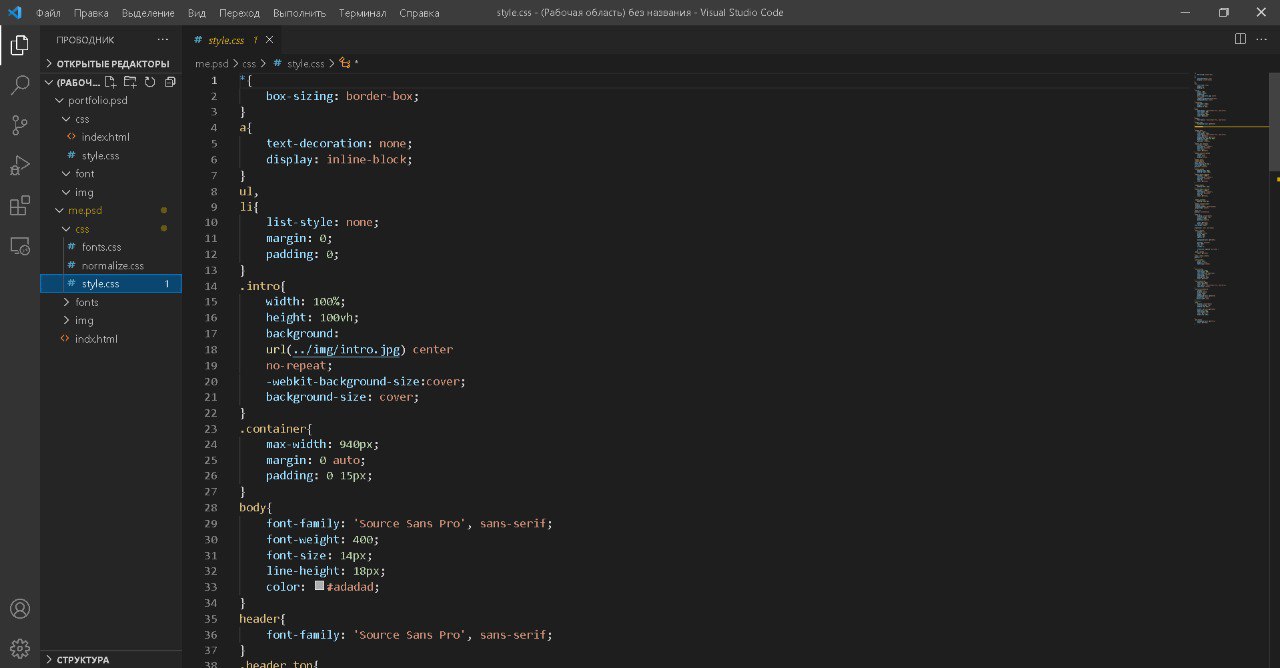 Файл Правка Выделение Вид Переход Выполнить Терминал Справка
style.css - (Рабочая область) без названия - Visual Studio Code
ПРОВОДНИК ...
ОТКРЫТЫЕ РЕДАКТОРЫ
(РАБОЧ...
portfolio.psd
css
index.html
# style.css
font
img
me.psd
css
# fonts.css
# normalize.css
# style.css 1
fonts
img
indx.html
СТРУКТУРА
# style.css 1
me.psd > css > # style.css > *
1 *{
2 box-sizing: border-box;
3 }
4 a{
5 text-decoration: none;
6 display: inline-block;
7 }
8 ul,
9 li{
10 list-style: none;
11 margin: 0;
12 padding: 0;
13 }
14 .intro{
15 width: 100%;
16 height: 100vh;
17 background:
18 url(../img/intro.jpg) center
19 no-repeat;
20 -webkit-background-size:cover;
21 background-size: cover;
22 }
23 .container{
24 max-width: 940px;
25 margin: 0 auto;
26 padding: 0 15px;
27 }
28 body{
29 font-family: 'Source Sans Pro', sans-serif;
30 font-weight: 400;
31 font-size: 14px;
32 line-height: 18px;
33 color: #adadad;
34 }
35 header{
36 font-family: 'Source Sans Pro', sans-serif;
37 }
38 .header_top{